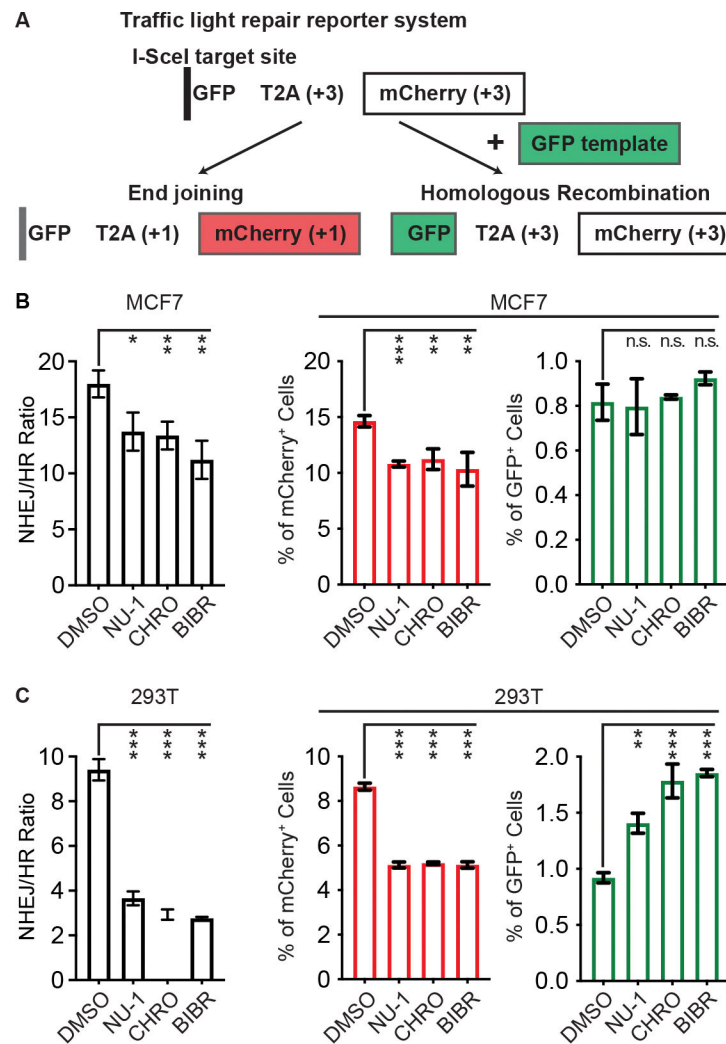 A
Traffic light repair reporter system
I-SceI target site
GFP T2A (+3) mCherry (+3)
+ GFP template
End joining Homologous Recombination
GFP T2A (+1) mCherry (+1) GFP T2A (+3) mCherry (+3)
B
MCF7 MCF7
* ** ** *** ** ** n.s. n.s. n.s.
NHEJ/HR Ratio
20
15
10
5
0
DMSO NU-1 CHRO BIBR
% of mCherry+ Cells
20
15
10
5
0
DMSO NU-1 CHRO BIBR
% of GFP+ Cells
1.0
0.8
0.6
0.4
0.2
0.0
DMSO NU-1 CHRO BIBR
C
293T 293T
*** *** *** *** *** *** ** *** ***
NHEJ/HR Ratio
10
8
6
4
2
0
DMSO NU-1 CHRO BIBR
% of mCherry+ Cells
10
8
6
4
2
0
DMSO NU-1 CHRO BIBR
% of GFP+ Cells
2.0
1.5
1.0
0.5
0.0
DMSO NU-1 CHRO BIBR